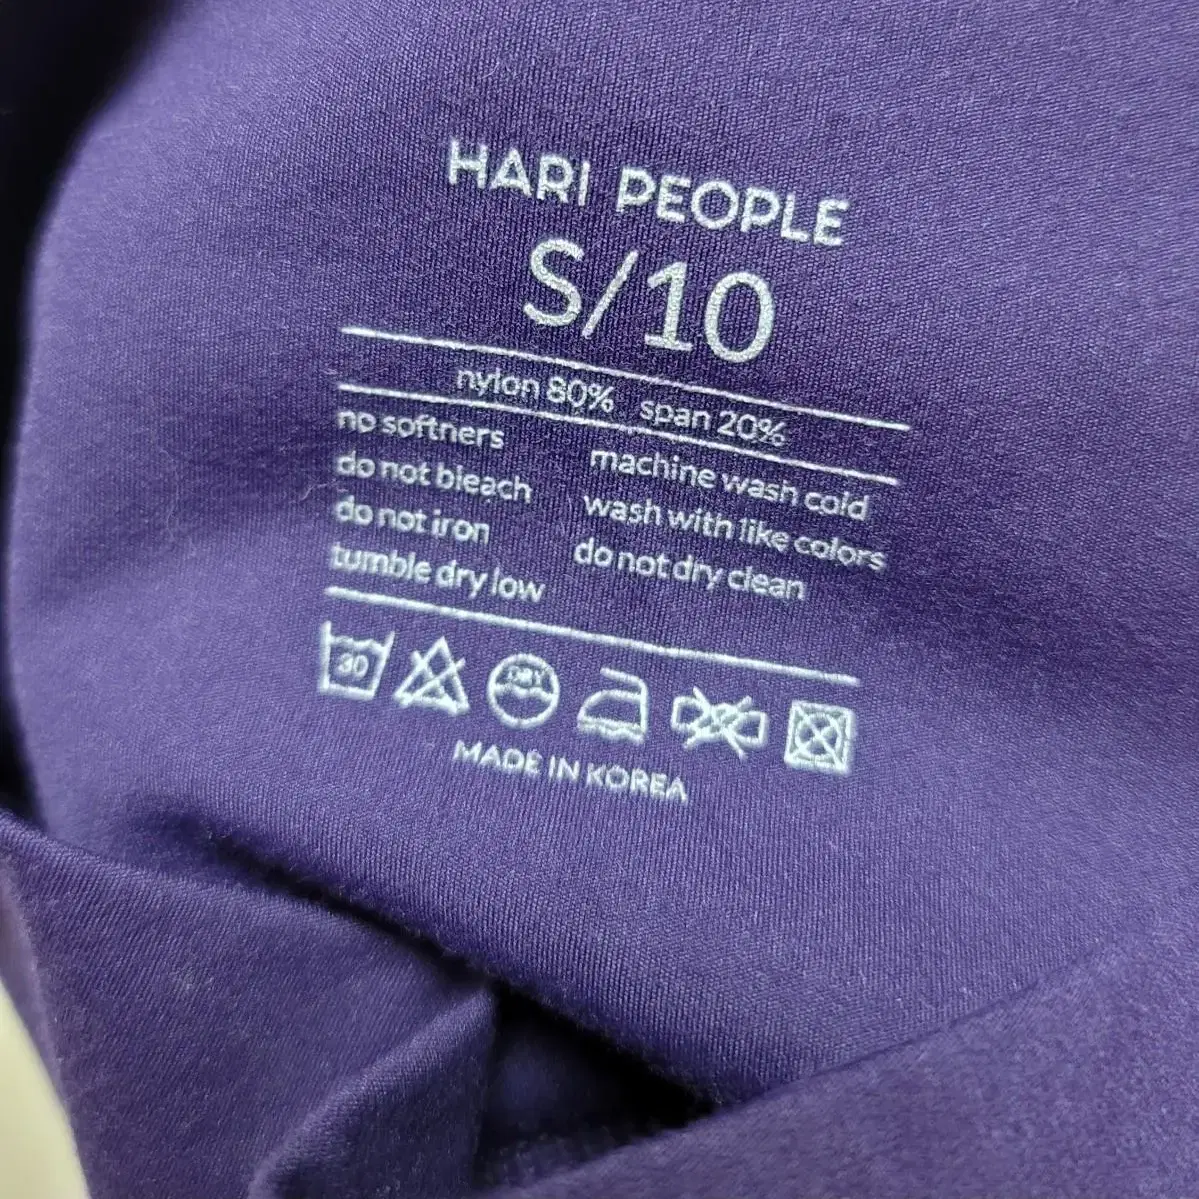 HARI PEOPLE
S/10
nylon 80% span 20%
no softners
do not bleach
do not iron
tumble dry low
machine wash cold
wash with like colors
do not dry clean
30
DRY
MADE IN KOREA